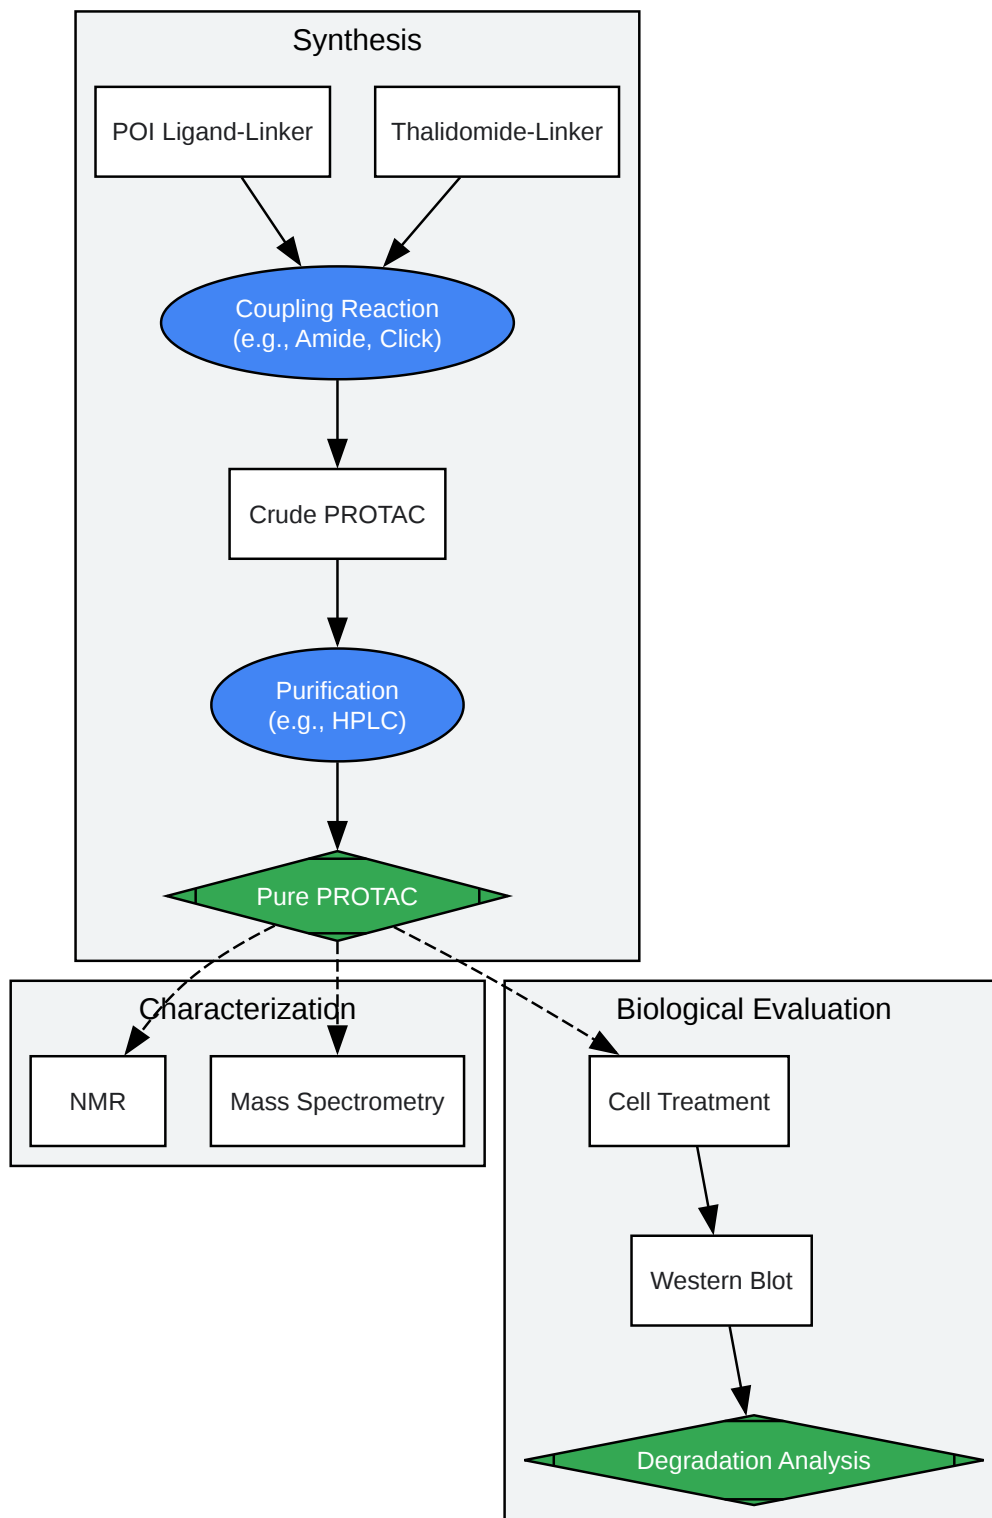 Synthesis
POI Ligand-Linker
Thalidomide-Linker
Coupling Reaction
(e.g., Amide, Click)
Crude PROTAC
Purification
(e.g., HPLC)
Pure PROTAC
Characterization
NMR
Mass Spectrometry
Biological Evaluation
Cell Treatment
Western Blot
Degradation Analysis